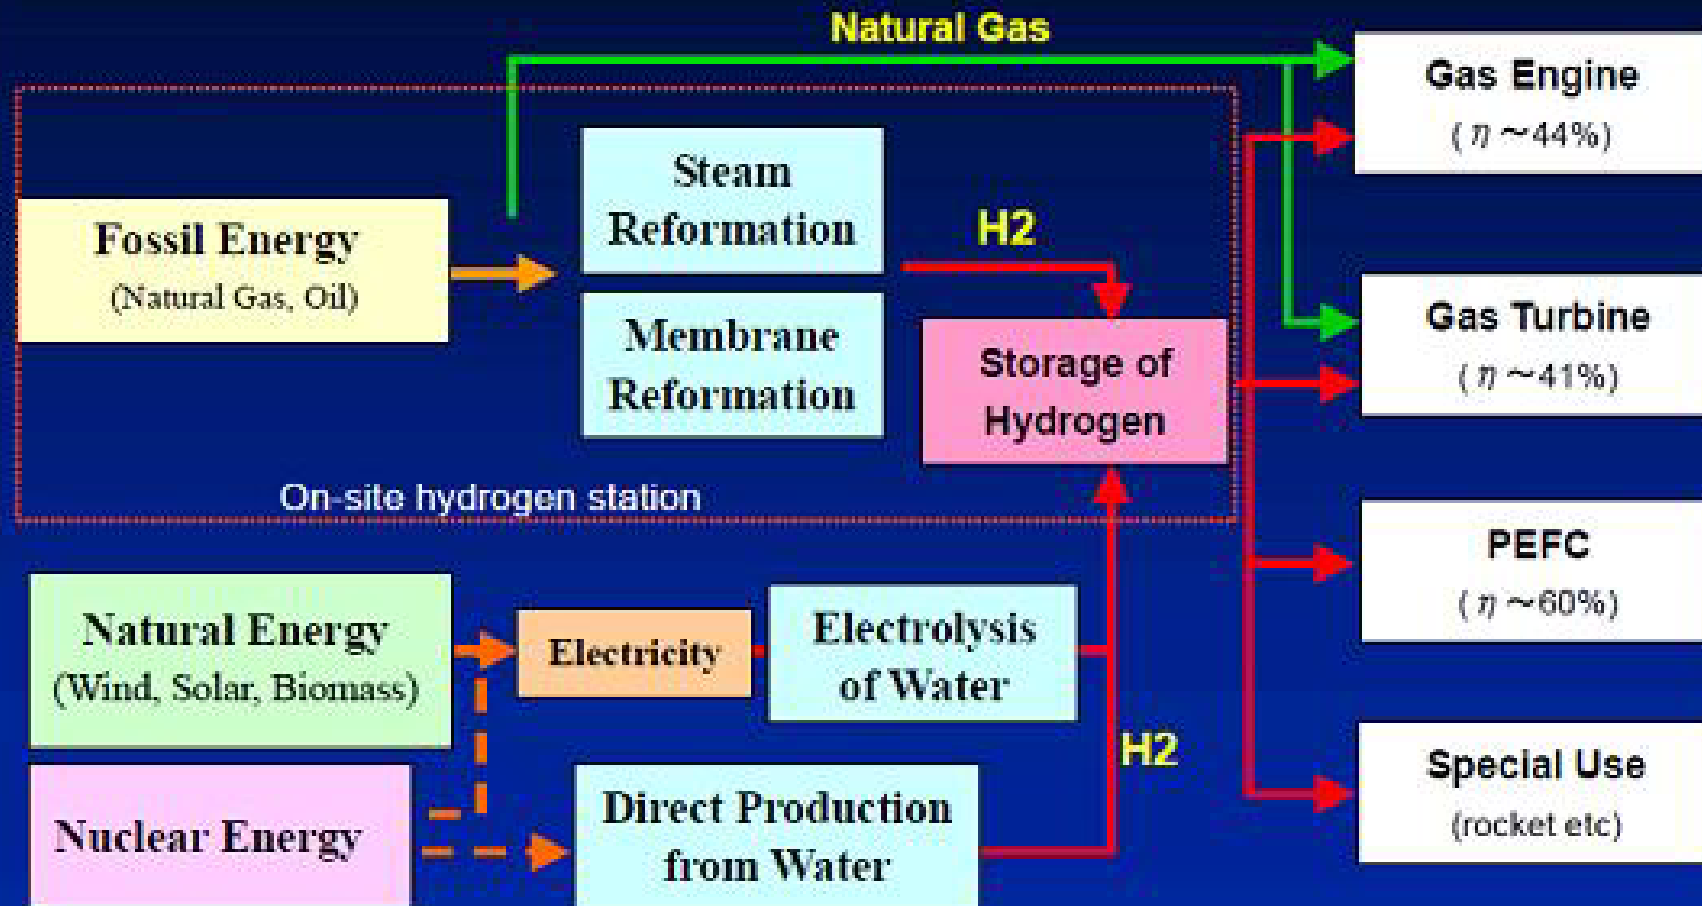 Natural Gas
Gas Engine
( η ~44%)
Steam
Reformation
Fossil Energy
(Natural Gas, Oil)
H2
Membrane
Reformation
Gas Turbine
( η ~41%)
Storage of
Hydrogen
On-site hydrogen station
PEFC
( η ~60%)
Natural Energy
(Wind, Solar, Biomass)
Electricity
Electrolysis
of Water
H2
Special Use
(rocket etc)
Nuclear Energy
Direct Production
from Water